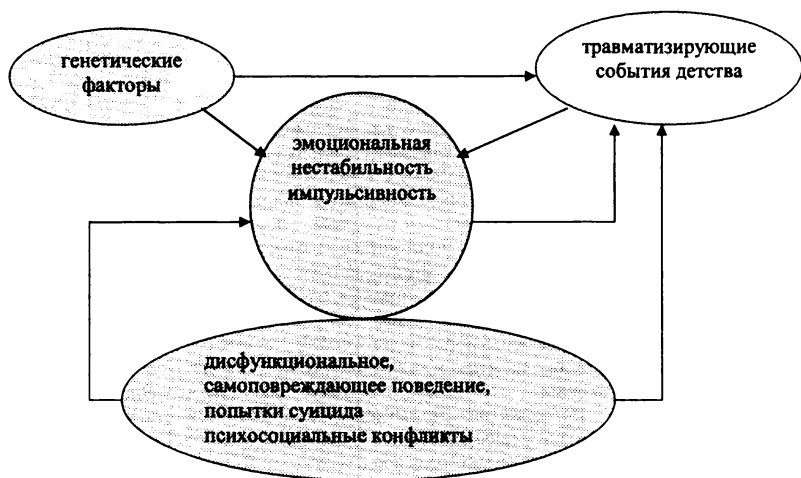 генетические
факторы
травматизирующие
события детства
эмоциональная
нестабильность
импульсивность
дисфункциональное,
самоповреждающее поведение,
попытки суицида
психосоциальные конфликты